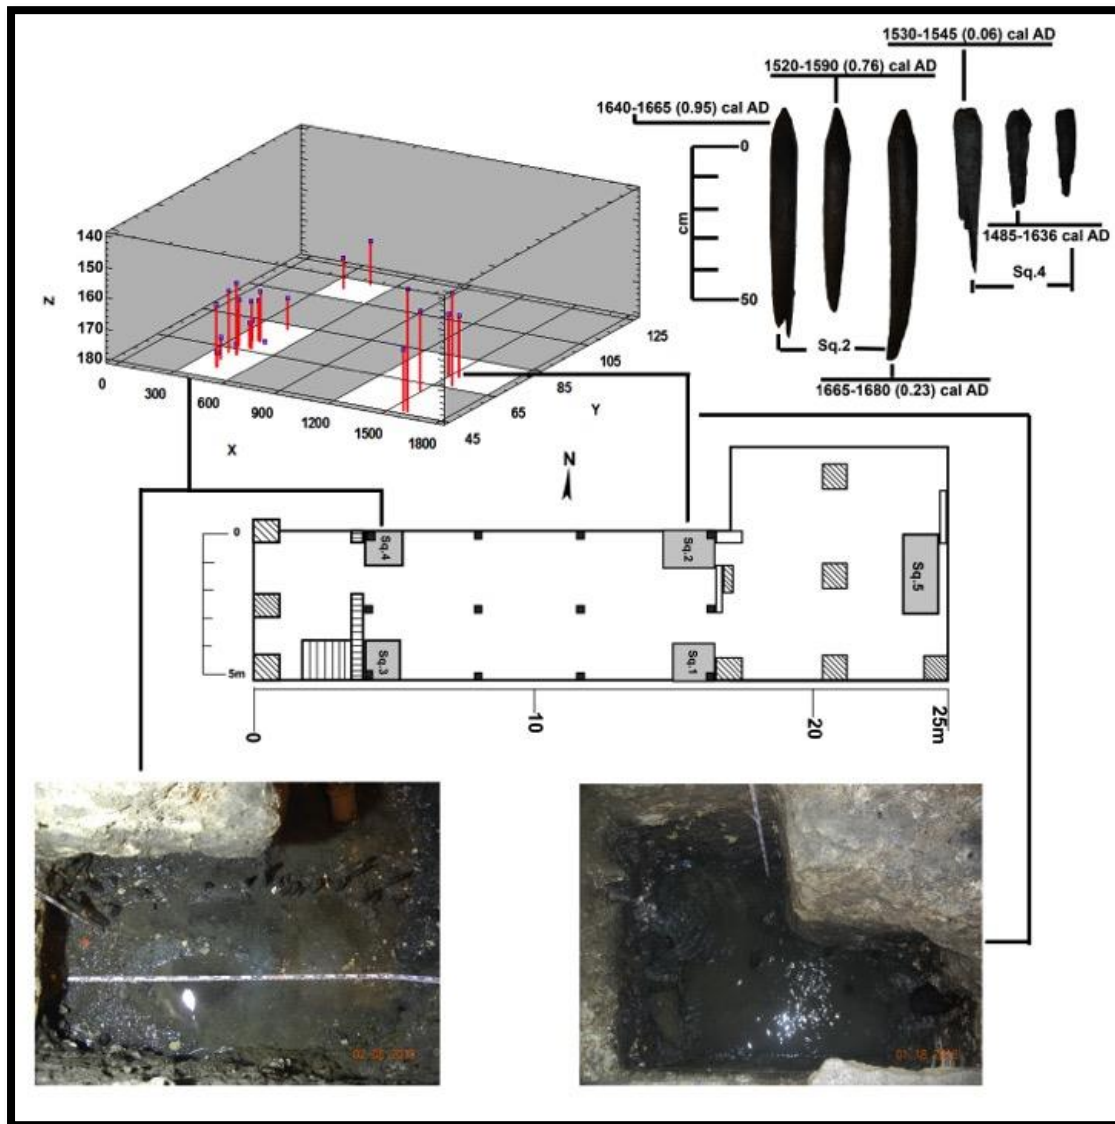 1530-1545 (0.06) cal AD
1520-1590 (0.76) cal AD
1640-1665 (0.95) cal AD
0
cm
50
1485-1636 cal AD
Sq.4
Sq.2
1665-1680 (0.23) cal AD
140
150
160
170
180
Z
0
300
600
900
1200
1500
1800
X
45
65
85
105
125
Y
N
0
5m
Sq.4
Sq.2
Sq.5
Sq.3
Sq.1
0
10
20
25m